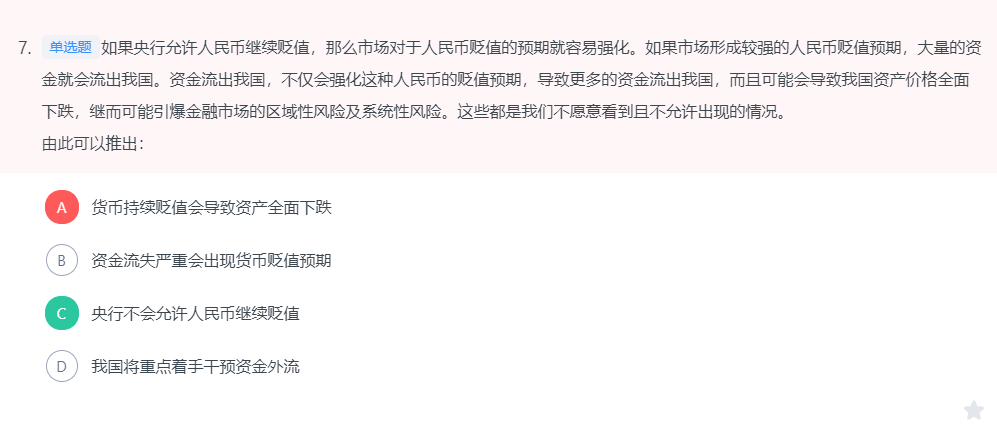 7. 单选题 如果央行允许人民币继续贬值，那么市场对于人民币贬值的预期就容易强化。如果市场形成较强的人民币贬值预期，大量的资
金就会流出我国。资金流出我国，不仅会强化这种人民币的贬值预期，导致更多的资金流出我国，而且可能会导致我国资产价格全面
下跌，继而可能引爆金融市场的区域性风险及系统性风险。这些都是我们不愿意看到且不允许出现的情况。
由此可以推出：
A 货币持续贬值会导致资产全面下跌
B 资金流失严重会出现货币贬值预期
C 央行不会允许人民币继续贬值
D 我国将重点着手干预资金外流